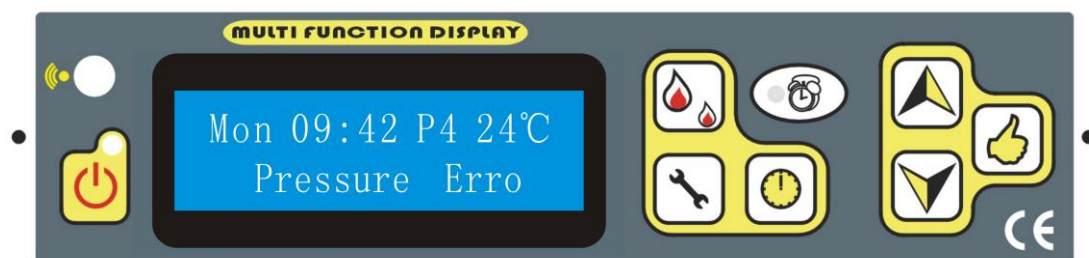 MULTI FUNCTION DISPLAY
Mon 09:42 P4 24℃
Pressure Erro
CE